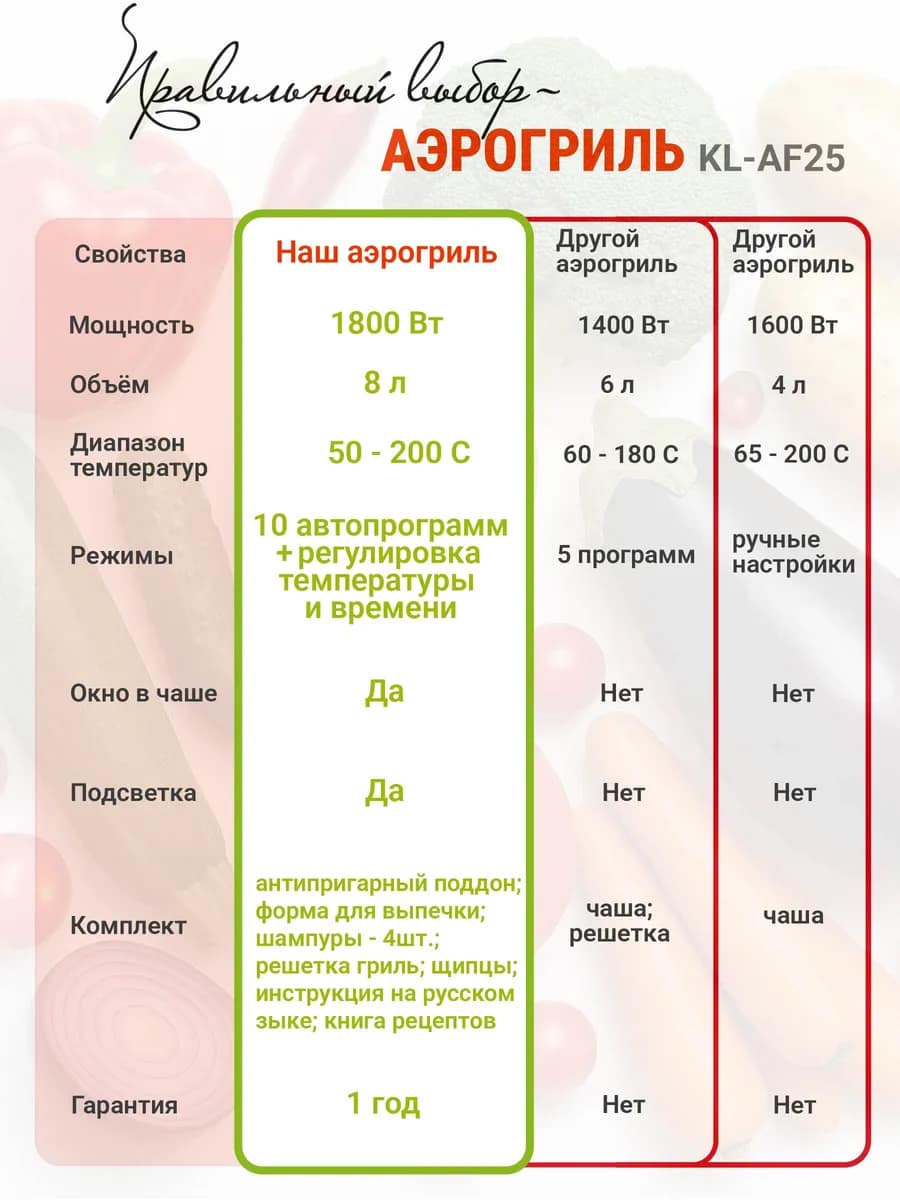 Правильный выбор -
АЭРОГРИЛЬ KL-AF25
Свойства
Наш аэрогриль
Другой
аэрогриль
Другой
аэрогриль
Мощность
1800 Вт
1400 Вт
1600 Вт
Объём
8 л
6 л
4 л
Диапазон
температур
50 - 200 С
60 - 180 С
65 - 200 С
Режимы
10 автопрограмм
+ регулировка
температуры
и времени
5 программ
ручные
настройки
Окно в чаше
Да
Нет
Нет
Подсветка
Да
Нет
Нет
Комплект
антипригарный поддон;
форма для выпечки;
шампуры - 4шт.;
решетка гриль; щипцы;
инструкция на русском
зыке; книга рецептов
чаша;
решетка
чаша
Гарантия
1 год
Нет
Нет